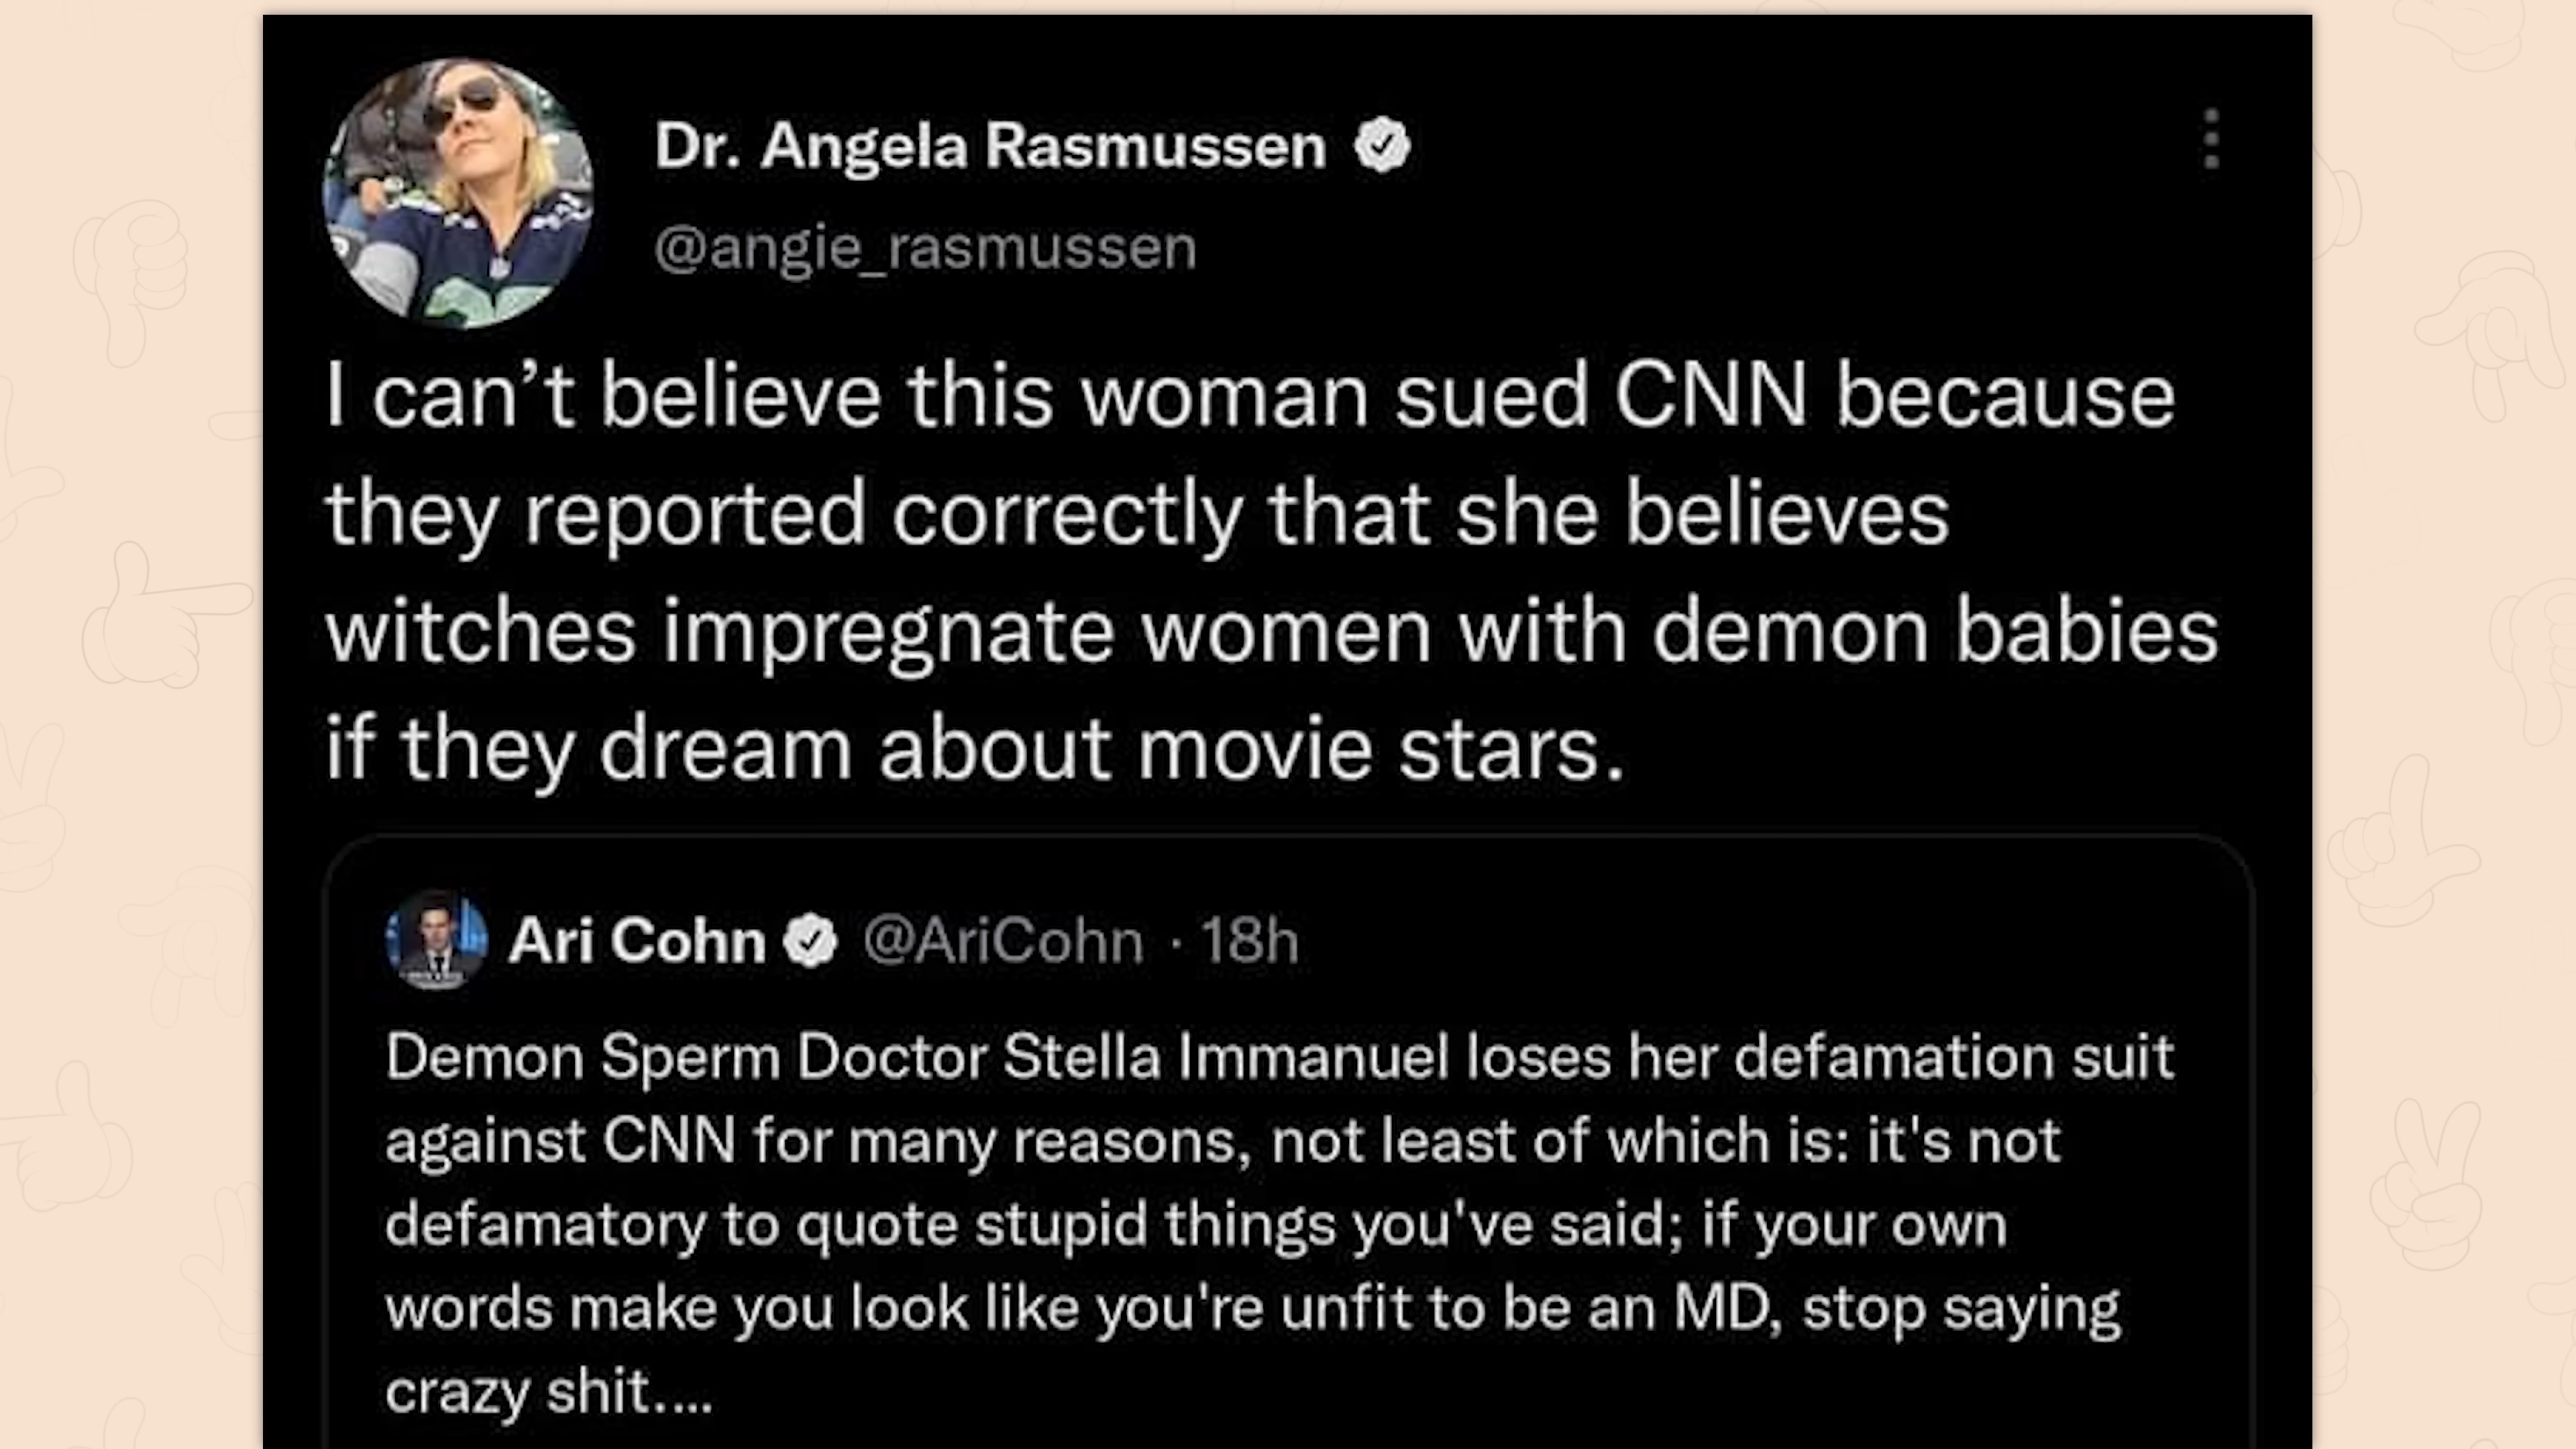 Dr. Angela Rasmussen
@angie_rasmussen
I can’t believe this woman sued CNN because
they reported correctly that she believes
witches impregnate women with demon babies
if they dream about movie stars.
Ari Cohn @AriCohn · 18h
Demon Sperm Doctor Stella Immanuel loses her defamation suit
against CNN for many reasons, not least of which is: it's not
defamatory to quote stupid things you've said; if your own
words make you look like you're unfit to be an MD, stop saying
crazy shit....